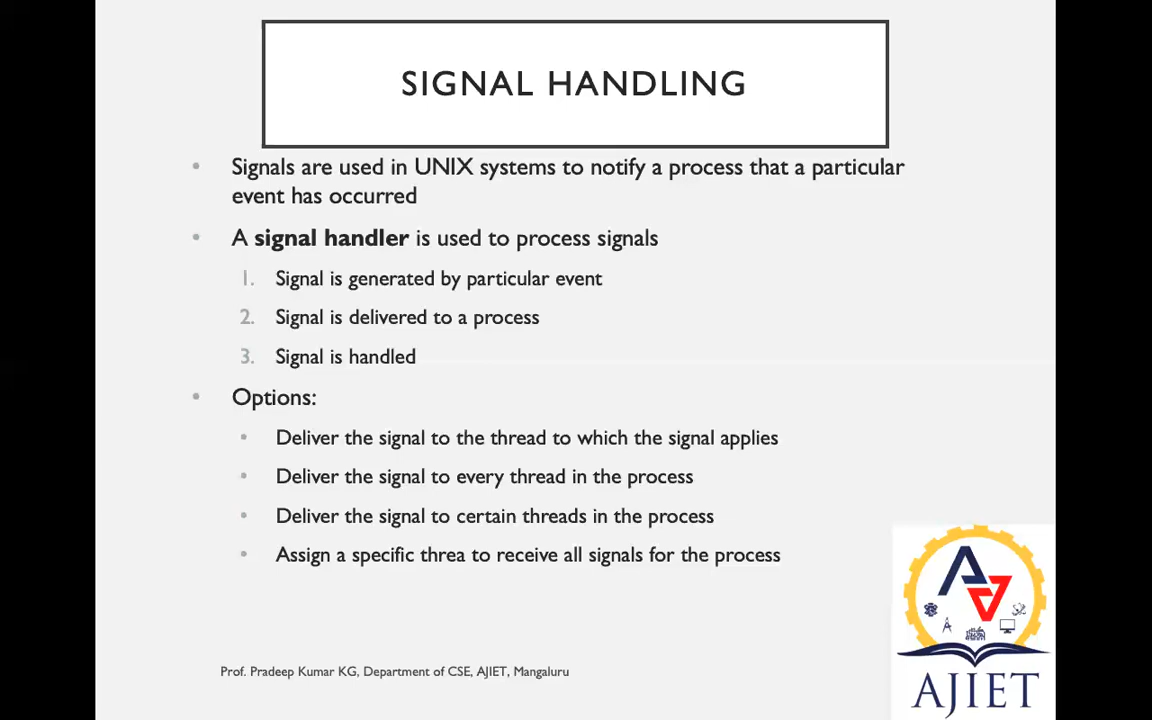 SIGNAL HANDLING
• Signals are used in UNIX systems to notify a process that a particular
event has occurred
• A signal handler is used to process signals
1. Signal is generated by particular event
2. Signal is delivered to a process
3. Signal is handled
• Options:
• Deliver the signal to the thread to which the signal applies
• Deliver the signal to every thread in the process
• Deliver the signal to certain threads in the process
• Assign a specific threa to receive all signals for the process
Prof. Pradeep Kumar KG, Department of CSE, AJIET, Mangaluru
AJIET